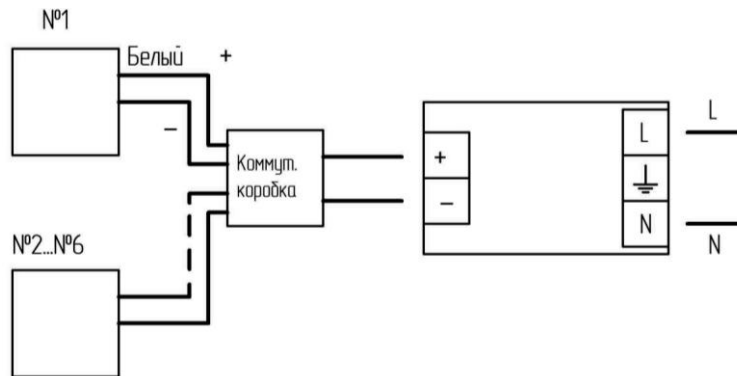 №1
Белый +
–
Коммут.
коробка
№2...№6
+
–
L
N
L
N